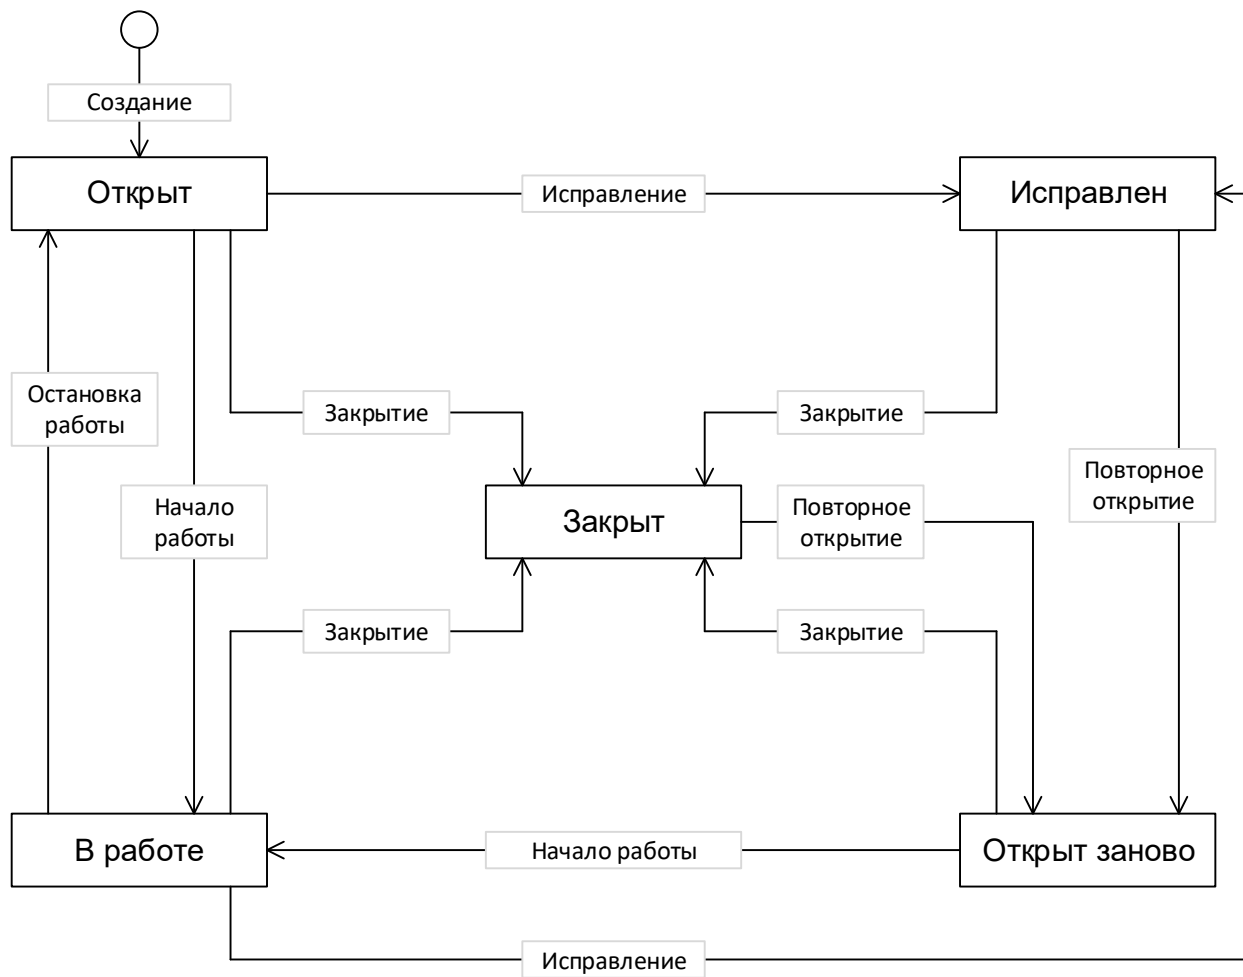 Создание
Открыт
Исправление
Исправлен
Остановка
работы
Закрытие
Закрытие
Повторное
открытие
Начало
работы
Закрыт
Повторное
открытие
Закрытие
Закрытие
В работе
Начало работы
Открыт заново
Исправление